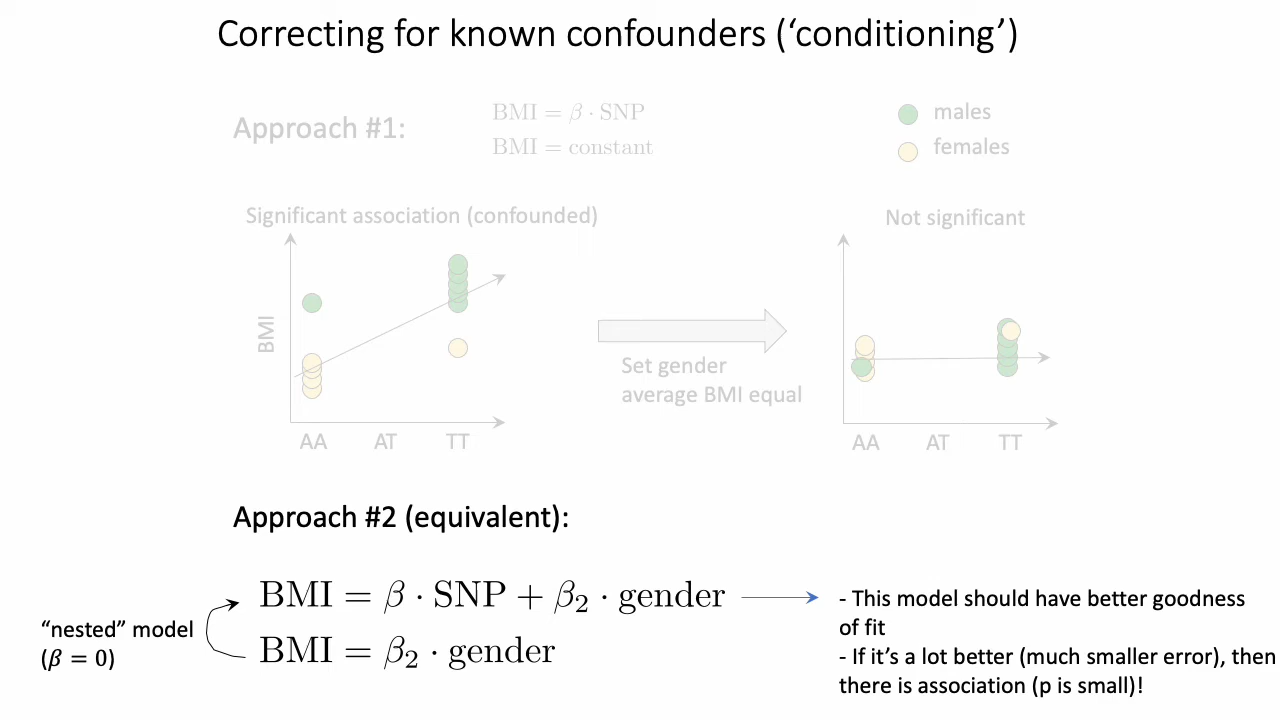 Correcting for known confounders (‘conditioning’)
Approach #1:
BMI = β · SNP
BMI = constant
males
females
Significant association (confounded)
BMI
AA AT TT
Set gender
average BMI equal
Not significant
AA AT TT
Approach #2 (equivalent):
“nested” model
(β = 0)
BMI = β · SNP + β₂ · gender
BMI = β₂ · gender
- This model should have better goodness
of fit
- If it’s a lot better (much smaller error), then
there is association (p is small)!